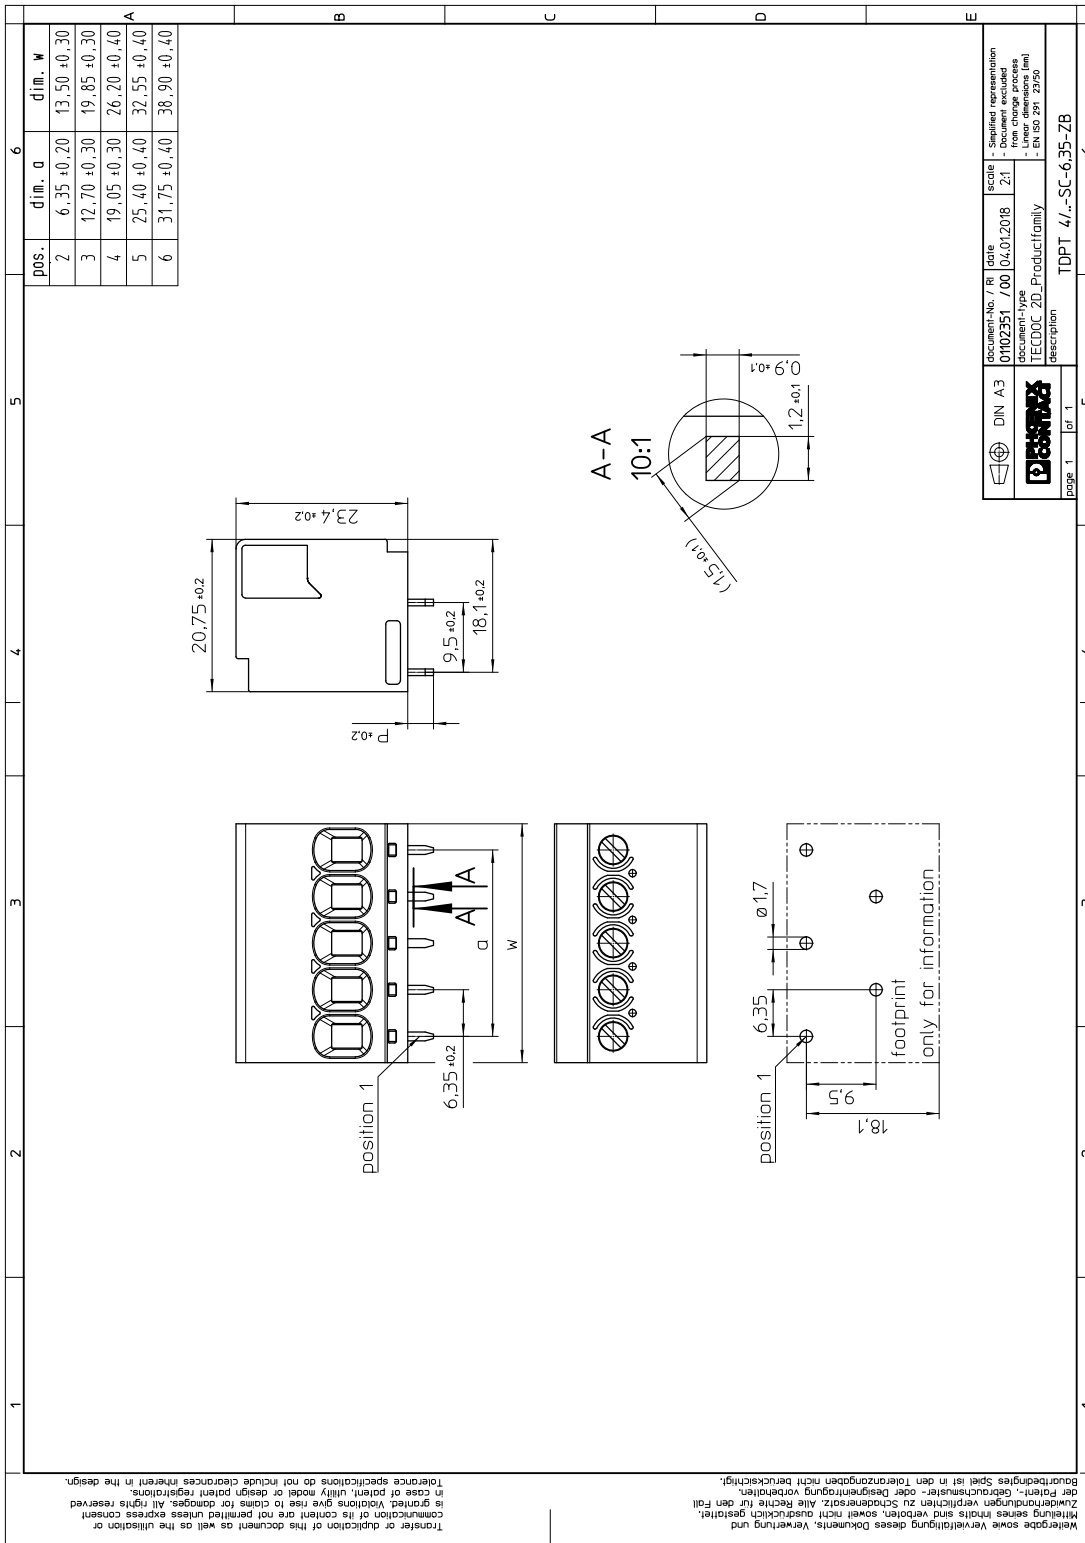 1
2
3
4
5
6
A
B
C
D
E
pos. dim. a dim. w
2 6,35 ±0,20 13,50 ±0,30
3 12,70 ±0,30 19,85 ±0,30
4 19,05 ±0,30 26,20 ±0,40
5 25,40 ±0,40 32,55 ±0,40
6 31,75 ±0,40 38,90 ±0,40
position 1
6,35 ±0,2
a
w
A
A
P ±0,2
20,75 ±0,2
23,4 ±0,2
9,5 ±0,2
18,1 ±0,2
A-A
10:1
(1,5 ±0,1)
0,9 ±0,1
1,2 ±0,1
position 1
6,35
ø1,7
9,5
18,1
footprint
only for information
DIN A3
PHOENIX
CONTACT
page 1 of 1
document-No. / RI
01102351 / 00
date
04.01.2018
scale
2:1
- Simplified representation
- Document excluded
from change process
- Linear dimensions [mm]
- EN ISO 291 23/50
document-type
TECDOC 2D_Productfamily
description
TDPT 4/..-SC-6,35-ZB
Transfer or duplication of this document as well as the utilisation or
communication of its content are not permitted unless express consent
is granted. Violations give rise to claims for damages. All rights reserved
in case of patent, utility model or design patent registrations.
Tolerance specifications do not include clearances inherent in the design.
Weitergabe sowie Vervielfältigung dieses Dokuments, Verwertung und
Mitteilung seines Inhalts sind verboten, soweit nicht ausdrücklich gestattet.
Zuwiderhandlungen verpflichten zu Schadenersatz. Alle Rechte für den Fall
der Patent-, Gebrauchsmuster- oder Designeintragung vorbehalten.
Bauartbedingtes Spiel ist in den Toleranzangaben nicht berücksichtigt.